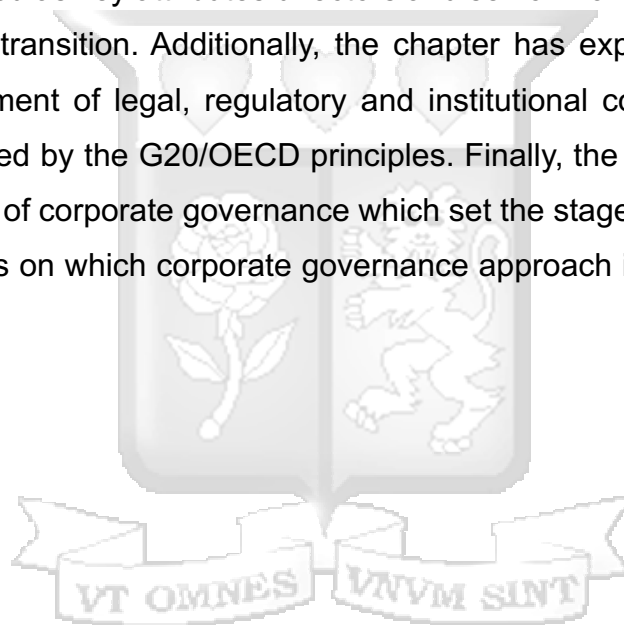 transition. Additionally, the chapter has exp
ment of legal, regulatory and institutional co
ed by the G20/OECD principles. Finally, the
of corporate governance which set the stage
s on which corporate governance approach i
VT OMNES VNVM SINT